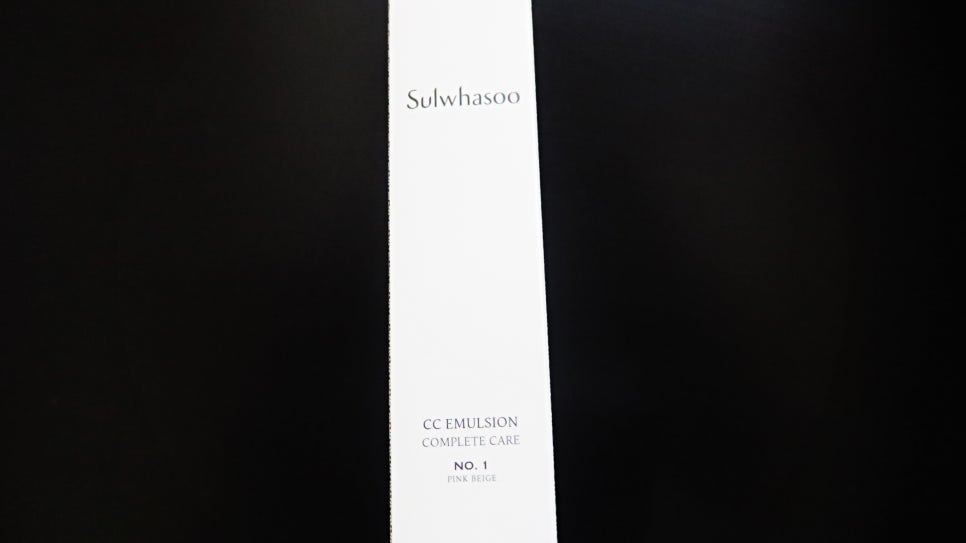 Sulwhasoo
CC EMULSION
COMPLETE CARE
NO. 1
PINK BEIGE